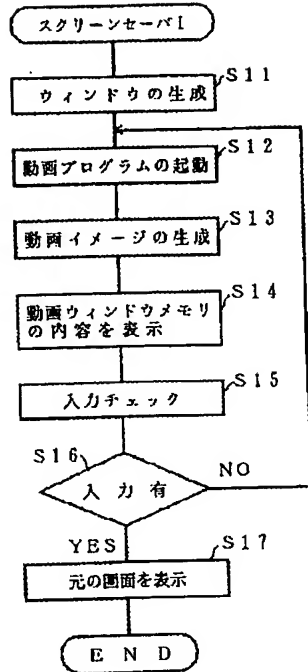 スクリーンセーバI
S11
ウィンドウの生成
S12
動画プログラムの起動
S13
動画イメージの生成
S14
動画ウィンドウメモリ
の内容を表示
S15
入力チェック
S16
入力有
NO
YES
S17
元の画面を表示
END